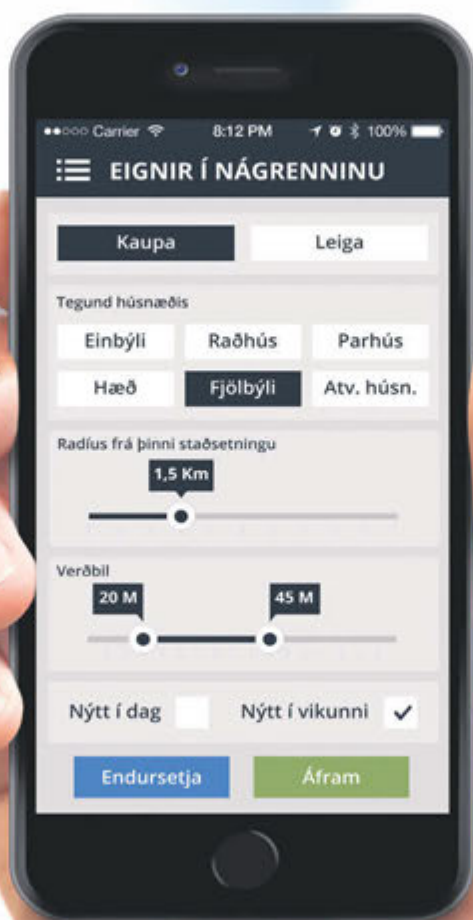 Carrier 8:12 PM 100%
EIGNIR Í NÁGRENNINU
Kaupa Leiga
Tegund húsnæðis
Einbýli Raðhús Parhús
Hæð Fjölbýli Atv. húsn.
Radíus frá þinni staðsetningu
1,5 Km
Verðbil
20 M 45 M
Nýtt í dag Nýtt í vikunni
Endursetja Áfram